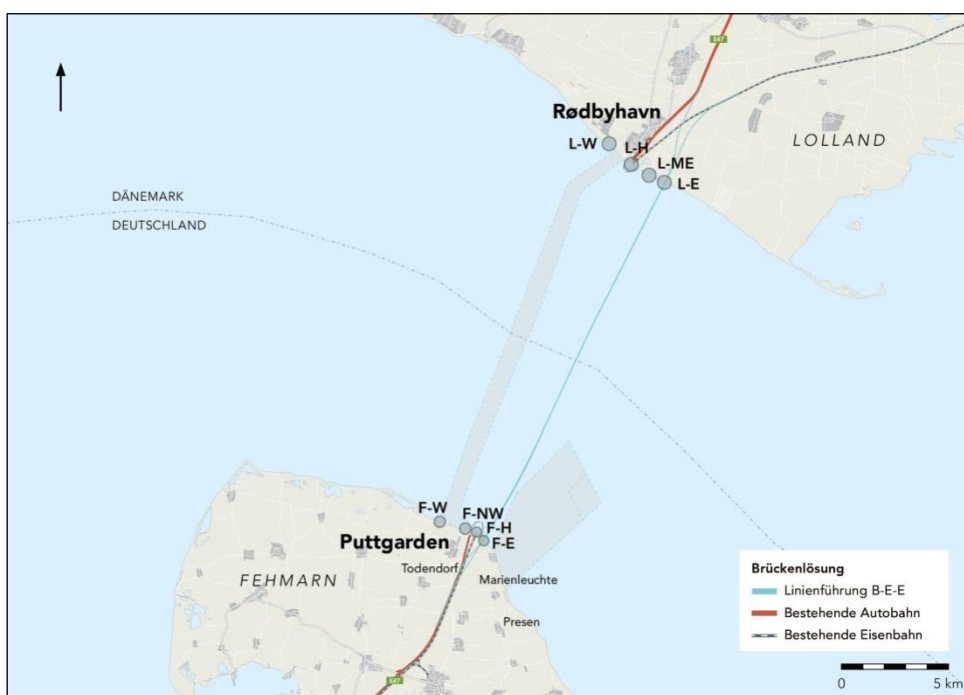 E47
Rødbyhavn
L-W
L-H
LOLLAND
L-ME
L-E
DÄNEMARK
DEUTSCHLAND
F-W
F-NW
F-H
Puttgarden
F-E
Todendorf
Marienleuchte
FEHMARN
Presen
E47
Brückenlösung
Linienführung B-E-E
Bestehende Autobahn
Bestehende Eisenbahn
0 5 km